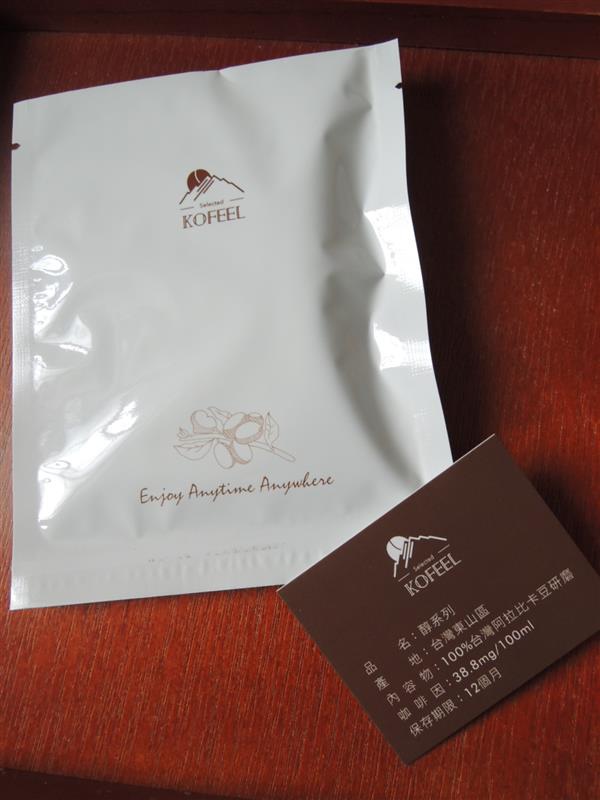 Selected
KOFEEL
Enjoy Anytime Anywhere
Selected
KOFEEL
品名：醇系列
產地：台灣東山區
內容物：100%台灣阿拉比卡豆研磨
咖啡因：38.8mg/100ml
保存期限：12個月